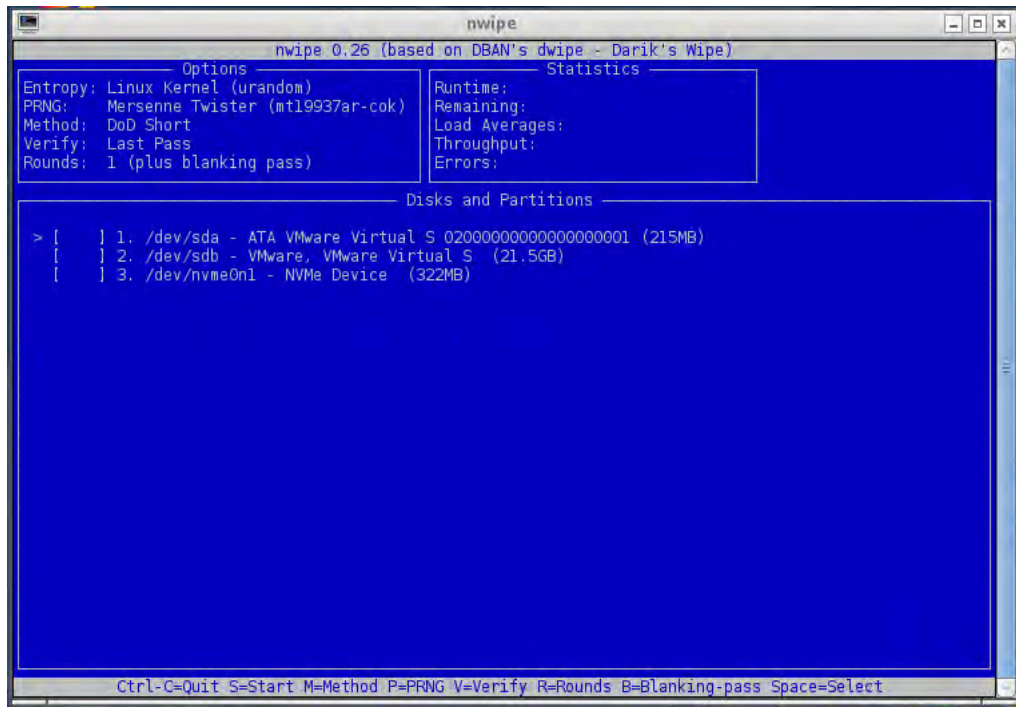 nwipe
nwipe 0.26 (based on DBAN's dwipe - Darik's Wipe)
Options
Entropy: Linux Kernel (urandom)
PRNG: Mersenne Twister (mt19937ar-cok)
Method: DoD Short
Verify: Last Pass
Rounds: 1 (plus blanking pass)
Statistics
Runtime:
Remaining:
Load Averages:
Throughput:
Errors:
Disks and Partitions
> [ ] 1. /dev/sda - ATA VMware Virtual S 02000000000000000001 (215MB)
[ ] 2. /dev/sdb - VMware, VMware Virtual S (21.5GB)
[ ] 3. /dev/nvme0n1 - NVMe Device (322MB)
Ctrl-C=Quit S=Start M=Method P=PRNG V=Verify R=Rounds B=Blanking-pass Space=Select